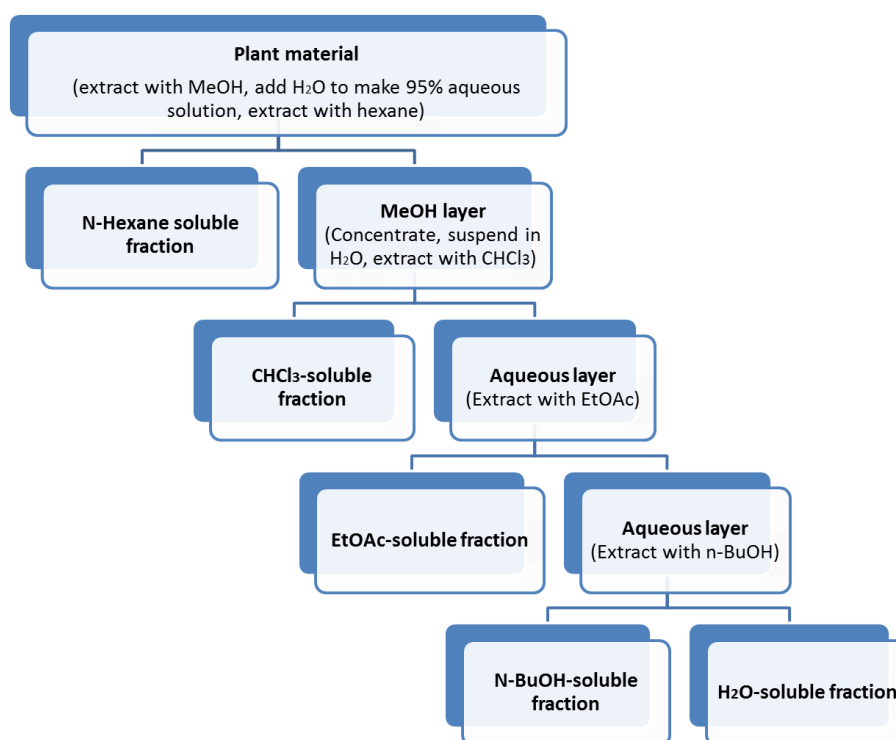 Plant material
(extract with MeOH, add H₂O to make 95% aqueous
solution, extract with hexane)
N-Hexane soluble
fraction
MeOH layer
(Concentrate, suspend in
H₂O, extract with CHCl₃)
CHCl₃-soluble
fraction
Aqueous layer
(Extract with EtOAc)
EtOAc-soluble fraction
Aqueous layer
(Extract with n-BuOH)
N-BuOH-soluble
fraction
H₂O-soluble fraction